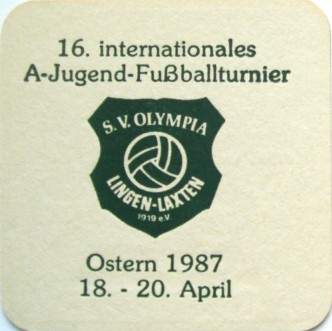 16. internationales
A-Jugend-Fußballturnier
S.V. OLYMPIA
LINGEN-LAXTEN
1919 e.V.
Ostern 1987
18. - 20. April